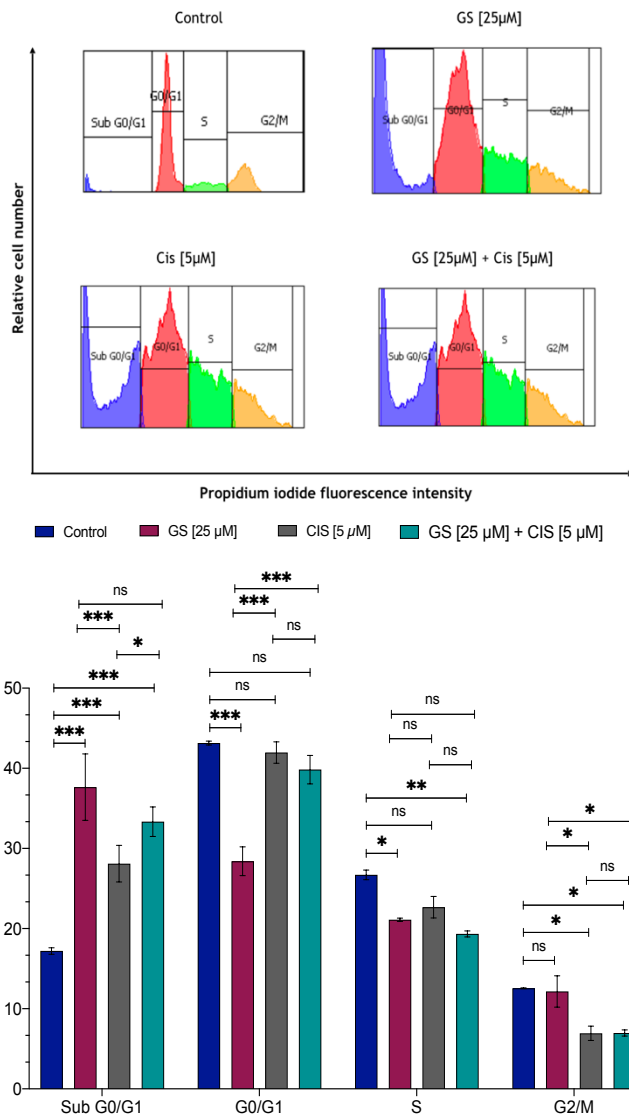 Control
GS [25µM]
G0/G1
Sub G0/G1
S
G2/M
Sub G0/G1
G0/G1
S
G2/M
Cis [5µM]
GS [25µM] + Cis [5µM]
Sub G0/G1
G0/G1
S
G2/M
Sub G0/G1
G0/G1
S
G2/M
Relative cell number
Propidium iodide fluorescence intensity
Control
GS [25 µM]
CIS [5 µM]
GS [25 µM] + CIS [5 µM]
ns
***
*
***
***
***
***
***
ns
ns
ns
***
ns
ns
ns
**
ns
*
*
*
ns
*
*
ns
50
40
30
20
10
0
Sub G0/G1
G0/G1
S
G2/M